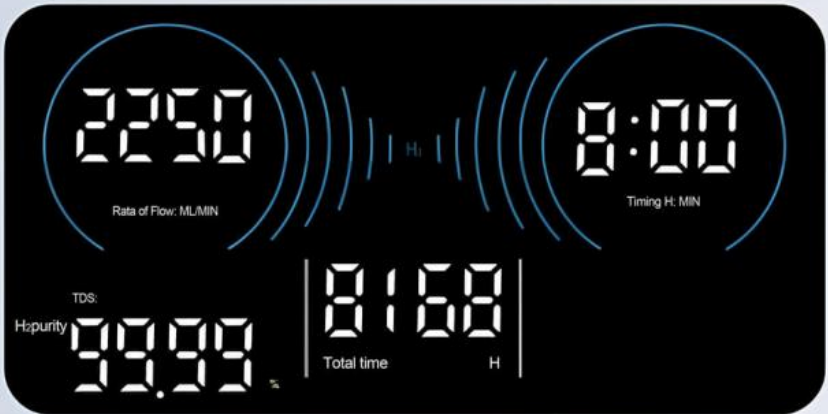 2250
Rata of Flow: ML/MIN
H₂
8:00
Timing H: MIN
TDS:
H₂purity 99.99 %
8168
Total time H